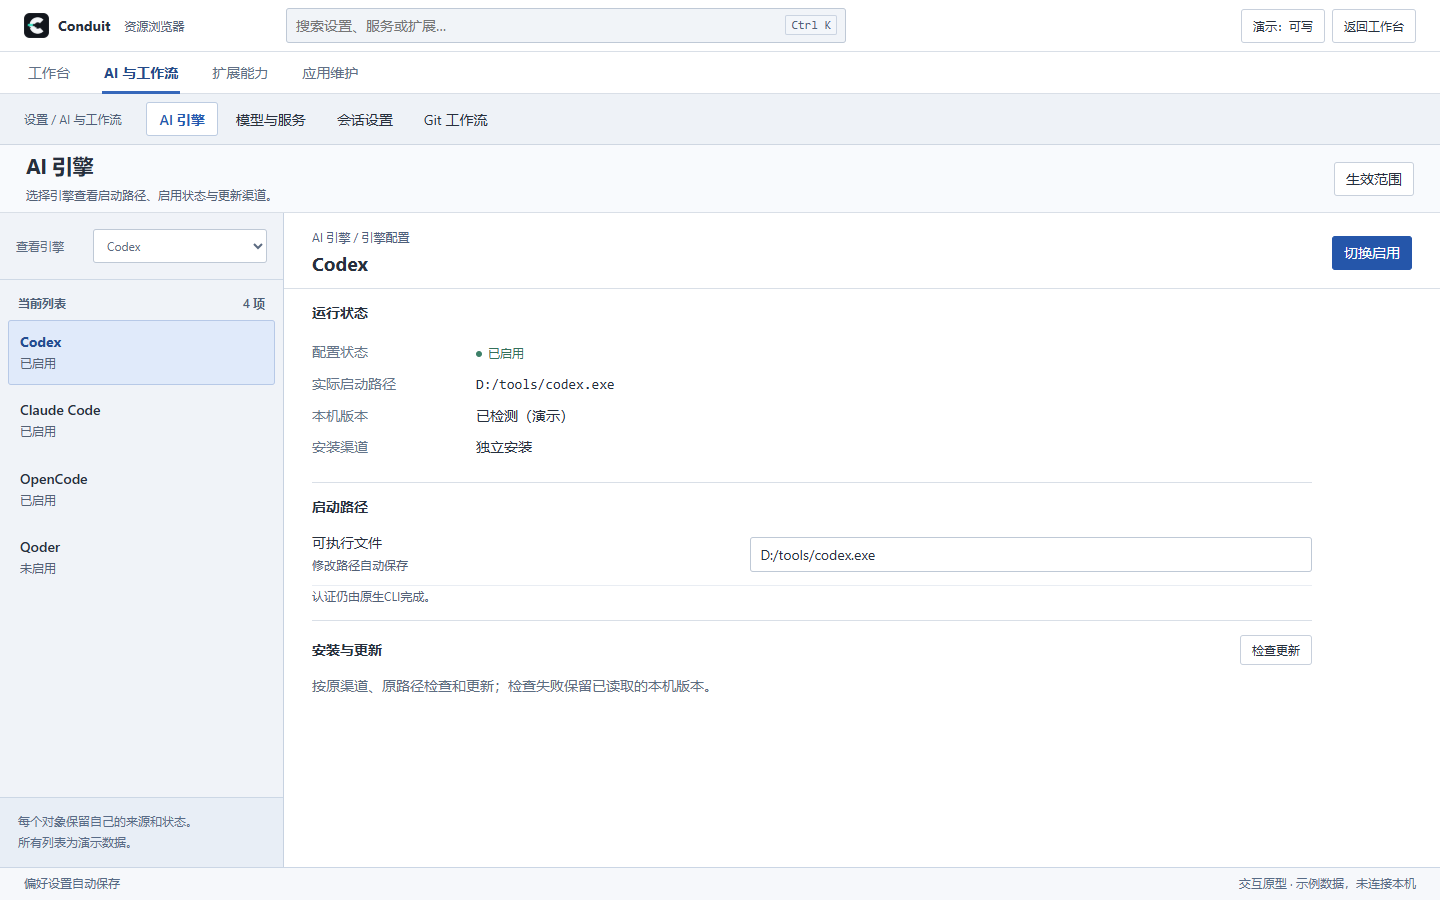 Conduit 资源浏览器
搜索设置、服务或扩展...
Ctrl K
演示：可写
返回工作台
工作台
AI 与工作流
扩展能力
应用维护
设置 / AI 与工作流
AI 引擎
模型与服务
会话设置
Git 工作流
AI 引擎
选择引擎查看启动路径、启用状态与更新渠道。
生效范围
查看引擎
Codex
当前列表
4 项
Codex
已启用
Claude Code
已启用
OpenCode
已启用
Qoder
未启用
每个对象保留自己的来源和状态。
所有列表为演示数据。
AI 引擎 / 引擎配置
Codex
切换启用
运行状态
配置状态
已启用
实际启动路径
D:/tools/codex.exe
本机版本
已检测（演示）
安装渠道
独立安装
启动路径
可执行文件
修改路径自动保存
D:/tools/codex.exe
认证仍由原生CLI完成。
安装与更新
检查更新
按原渠道、原路径检查和更新；检查失败保留已读取的本机版本。
偏好设置自动保存
交互原型 · 示例数据，未连接本机